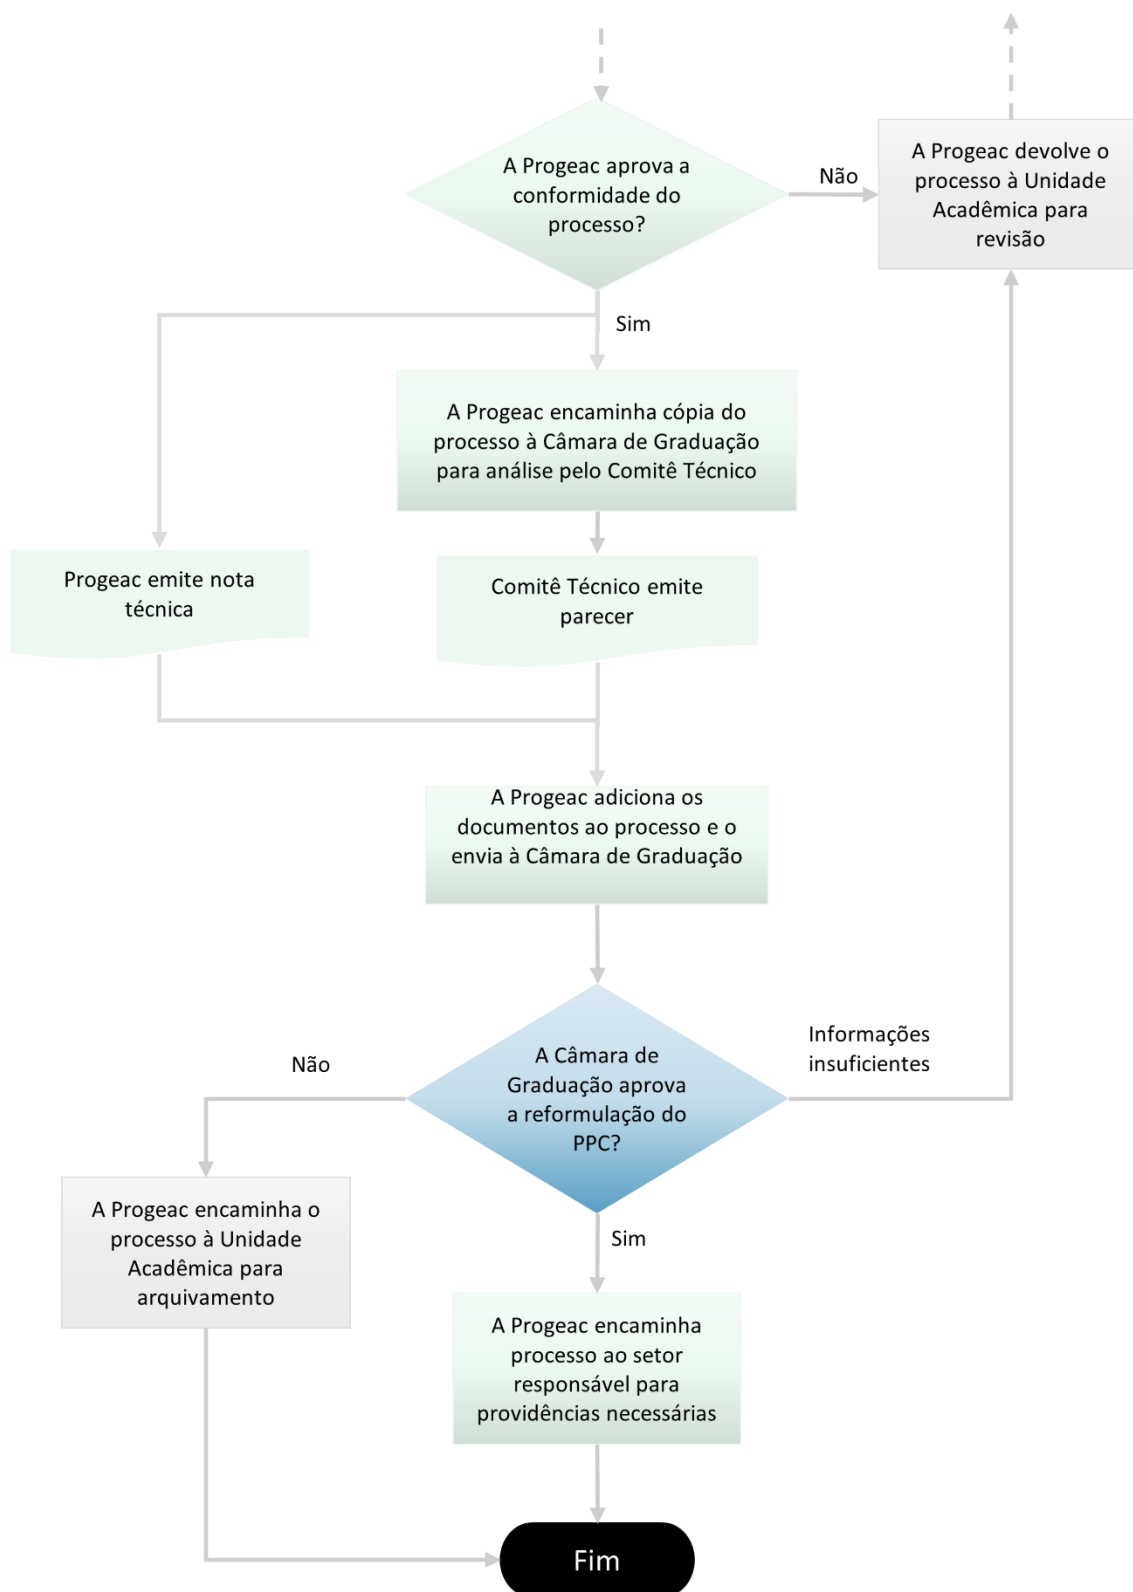 A Progeac aprova a
conformidade do
processo?
Não
A Progeac devolve o
processo à Unidade
Acadêmica para
revisão
Sim
A Progeac encaminha cópia do
processo à Câmara de Graduação
para análise pelo Comitê Técnico
Progeac emite nota
técnica
Comitê Técnico emite
parecer
A Progeac adiciona os
documentos ao processo e o
envia à Câmara de Graduação
A Câmara de
Graduação aprova
a reformulação do
PPC?
Não
Informações
insuficientes
A Progeac encaminha o
processo à Unidade
Acadêmica para
arquivamento
Sim
A Progeac encaminha
processo ao setor
responsável para
providências necessárias
Fim